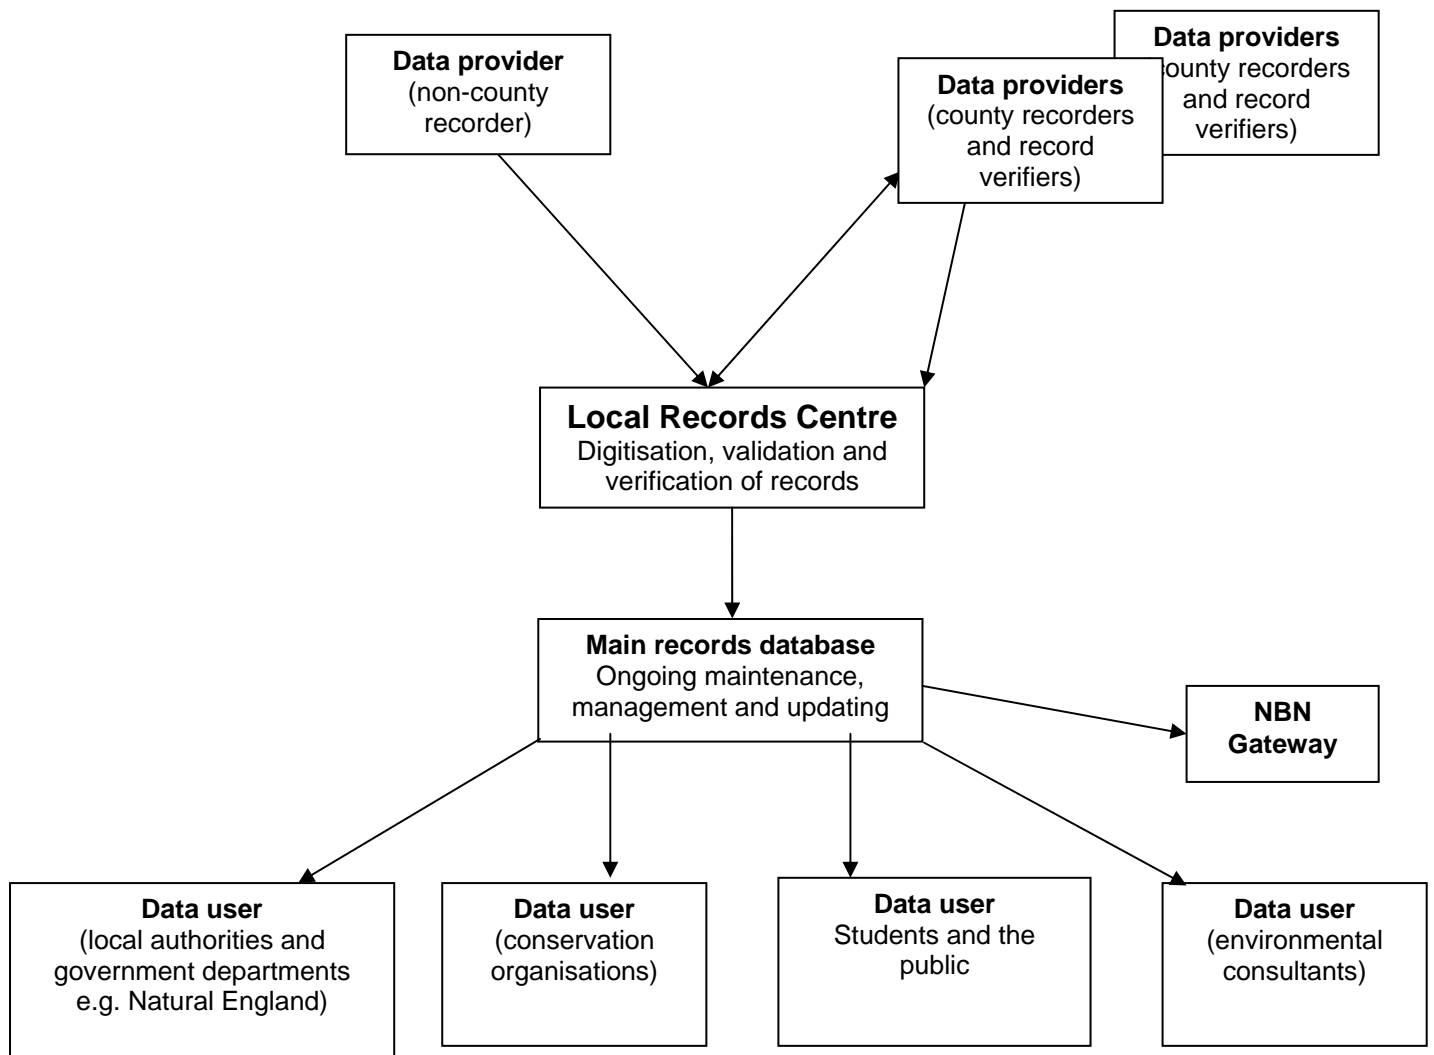 Data provider
(non-county
recorder)
Data providers
county recorders
and record
verifiers)
Data providers
(county recorders
and record
verifiers)
Local Records Centre
Digitisation, validation and
verification of records
Main records database
Ongoing maintenance,
management and updating
NBN
Gateway
Data user
(local authorities and
government departments
e.g. Natural England)
Data user
(conservation
organisations)
Data user
Students and the
public
Data user
(environmental
consultants)